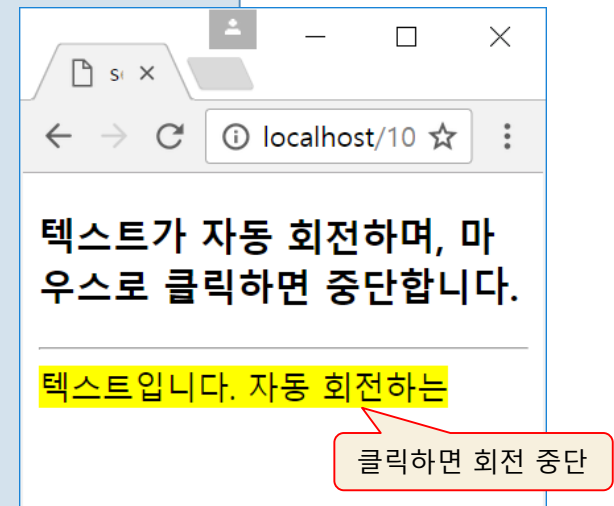 s
localhost/10
텍스트가 자동 회전하며, 마
우스로 클릭하면 중단합니다.
텍스트입니다. 자동 회전하는
클릭하면 회전 중단